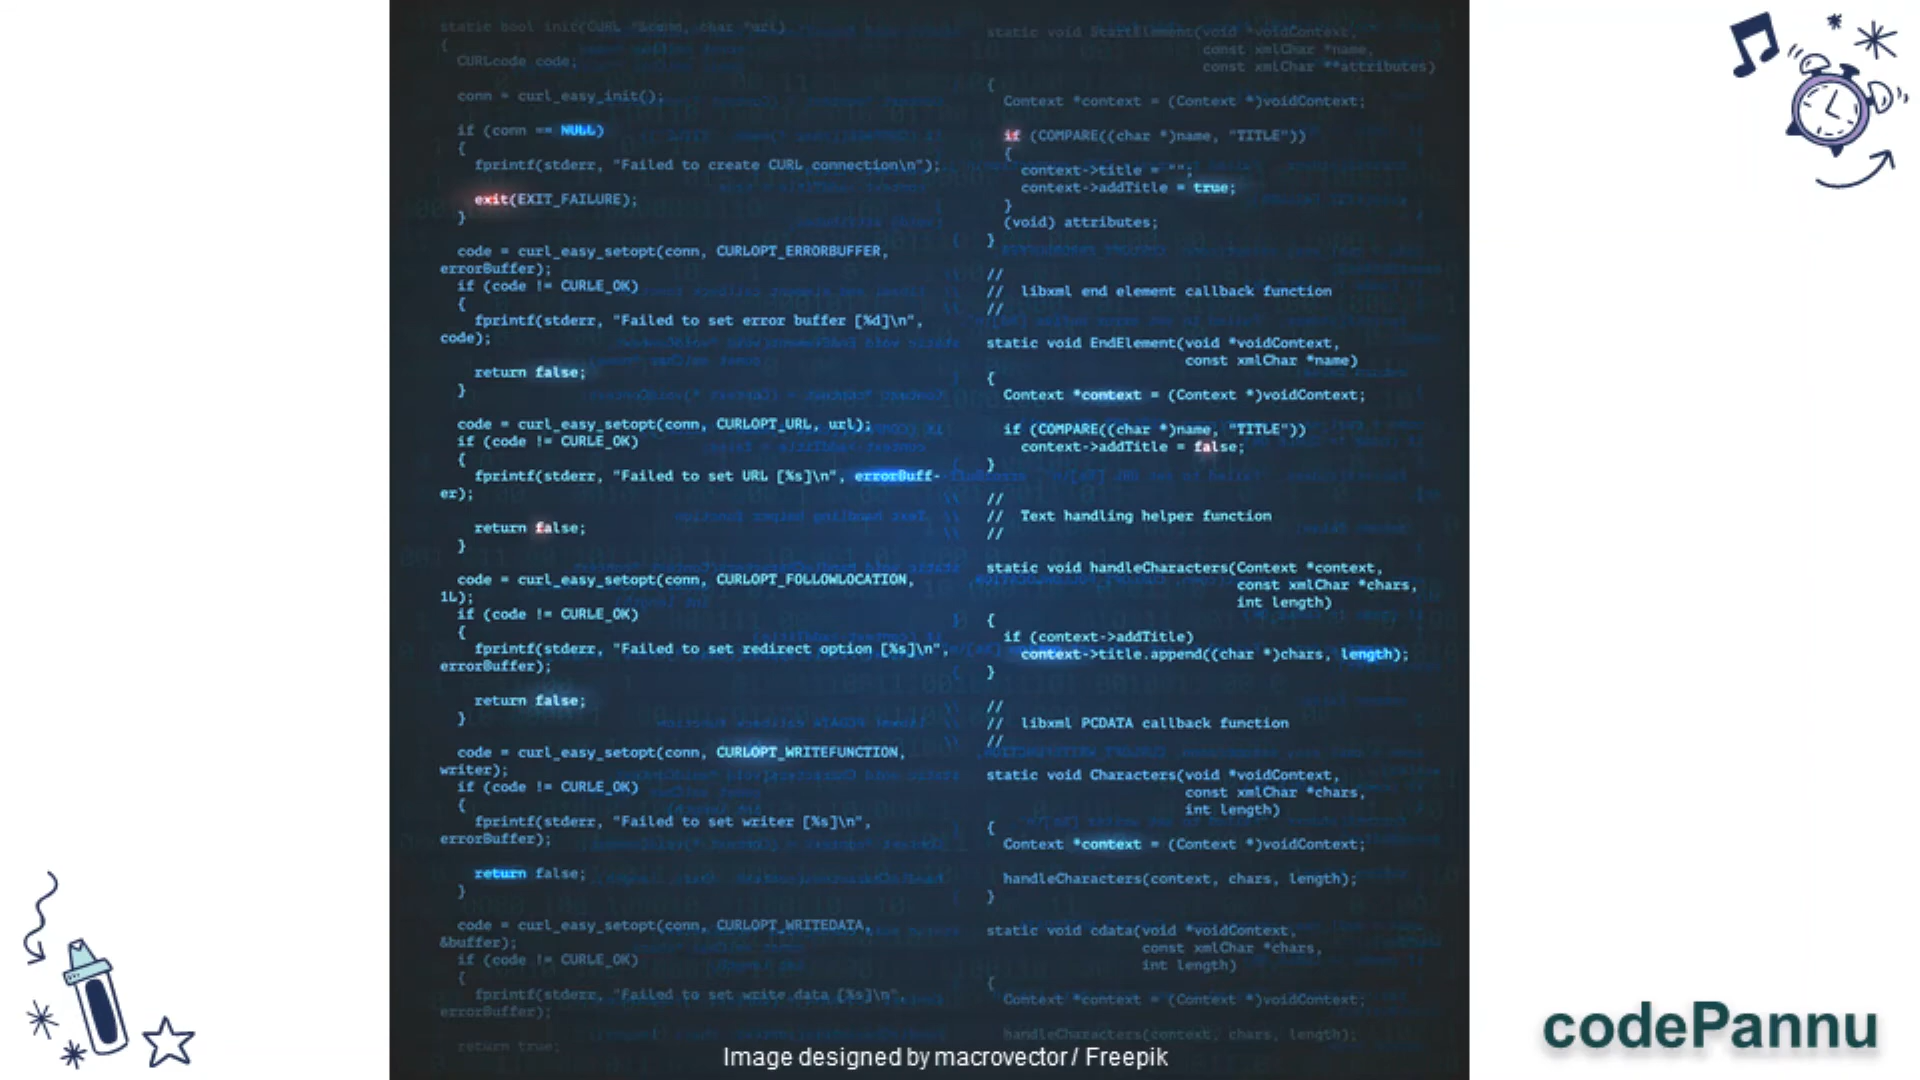 static bool init(CURL *&conn, char *url)
{
CURLcode code;
conn = curl_easy_init();
if (conn == NULL)
{
fprintf(stderr, "Failed to create CURL connection\n");
exit(EXIT_FAILURE);
}
code = curl_easy_setopt(conn, CURLOPT_ERRORBUFFER,
errorBuffer);
if (code != CURLE_OK)
{
fprintf(stderr, "Failed to set error buffer [%d]\n",
code);
return false;
}
code = curl_easy_setopt(conn, CURLOPT_URL, url);
if (code != CURLE_OK)
{
fprintf(stderr, "Failed to set URL [%s]\n", errorBuff-
er);
return false;
}
code = curl_easy_setopt(conn, CURLOPT_FOLLOWLOCATION,
1L);
if (code != CURLE_OK)
{
fprintf(stderr, "Failed to set redirect option [%s]\n",
errorBuffer);
return false;
}
code = curl_easy_setopt(conn, CURLOPT_WRITEFUNCTION,
writer);
if (code != CURLE_OK)
{
fprintf(stderr, "Failed to set writer [%s]\n",
errorBuffer);
return false;
}
code = curl_easy_setopt(conn, CURLOPT_WRITEDATA,
&buffer);
if (code != CURLE_OK)
{
fprintf(stderr, "Failed to set write data [%s]\n",
errorBuffer);
return true;
static void StartElement(void *voidContext,
const xmlChar *name,
const xmlChar **attributes)
{
Context *context = (Context *)voidContext;
if (COMPARE((char *)name, "TITLE"))
{
context->title = "";
context->addTitle = true;
}
(void) attributes;
}
//
// libxml end element callback function
//
static void EndElement(void *voidContext,
const xmlChar *name)
{
Context *context = (Context *)voidContext;
if (COMPARE((char *)name, "TITLE"))
context->addTitle = false;
}
//
// Text handling helper function
//
static void handleCharacters(Context *context,
const xmlChar *chars,
int length)
{
if (context->addTitle)
context->title.append((char *)chars, length);
}
//
// libxml PCDATA callback function
//
static void Characters(void *voidContext,
const xmlChar *chars,
int length)
{
Context *context = (Context *)voidContext;
handleCharacters(context, chars, length);
}
static void cdata(void *voidContext,
const xmlChar *chars,
int length)
{
Context *context = (Context *)voidContext;
handleCharacters(context, chars, length);
Image designed by macrovector / Freepik
codePannu